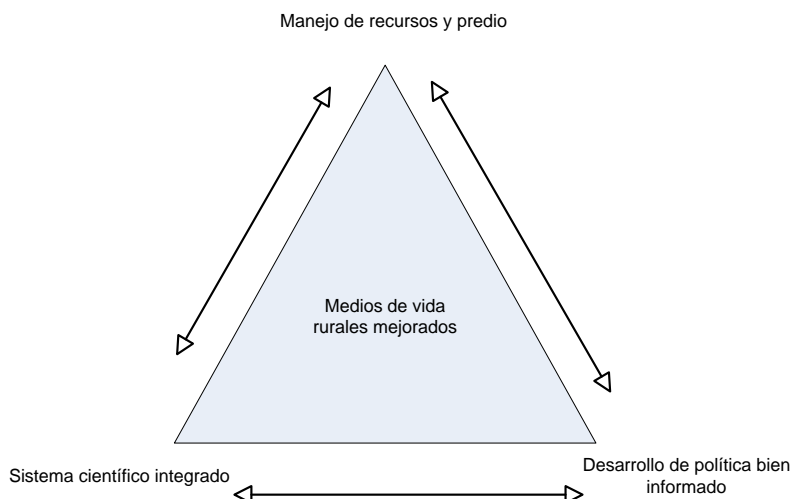 Manejo de recursos y predio
Medios de vida
rurales mejorados
Sistema científico integrado
Desarrollo de política bien
informado